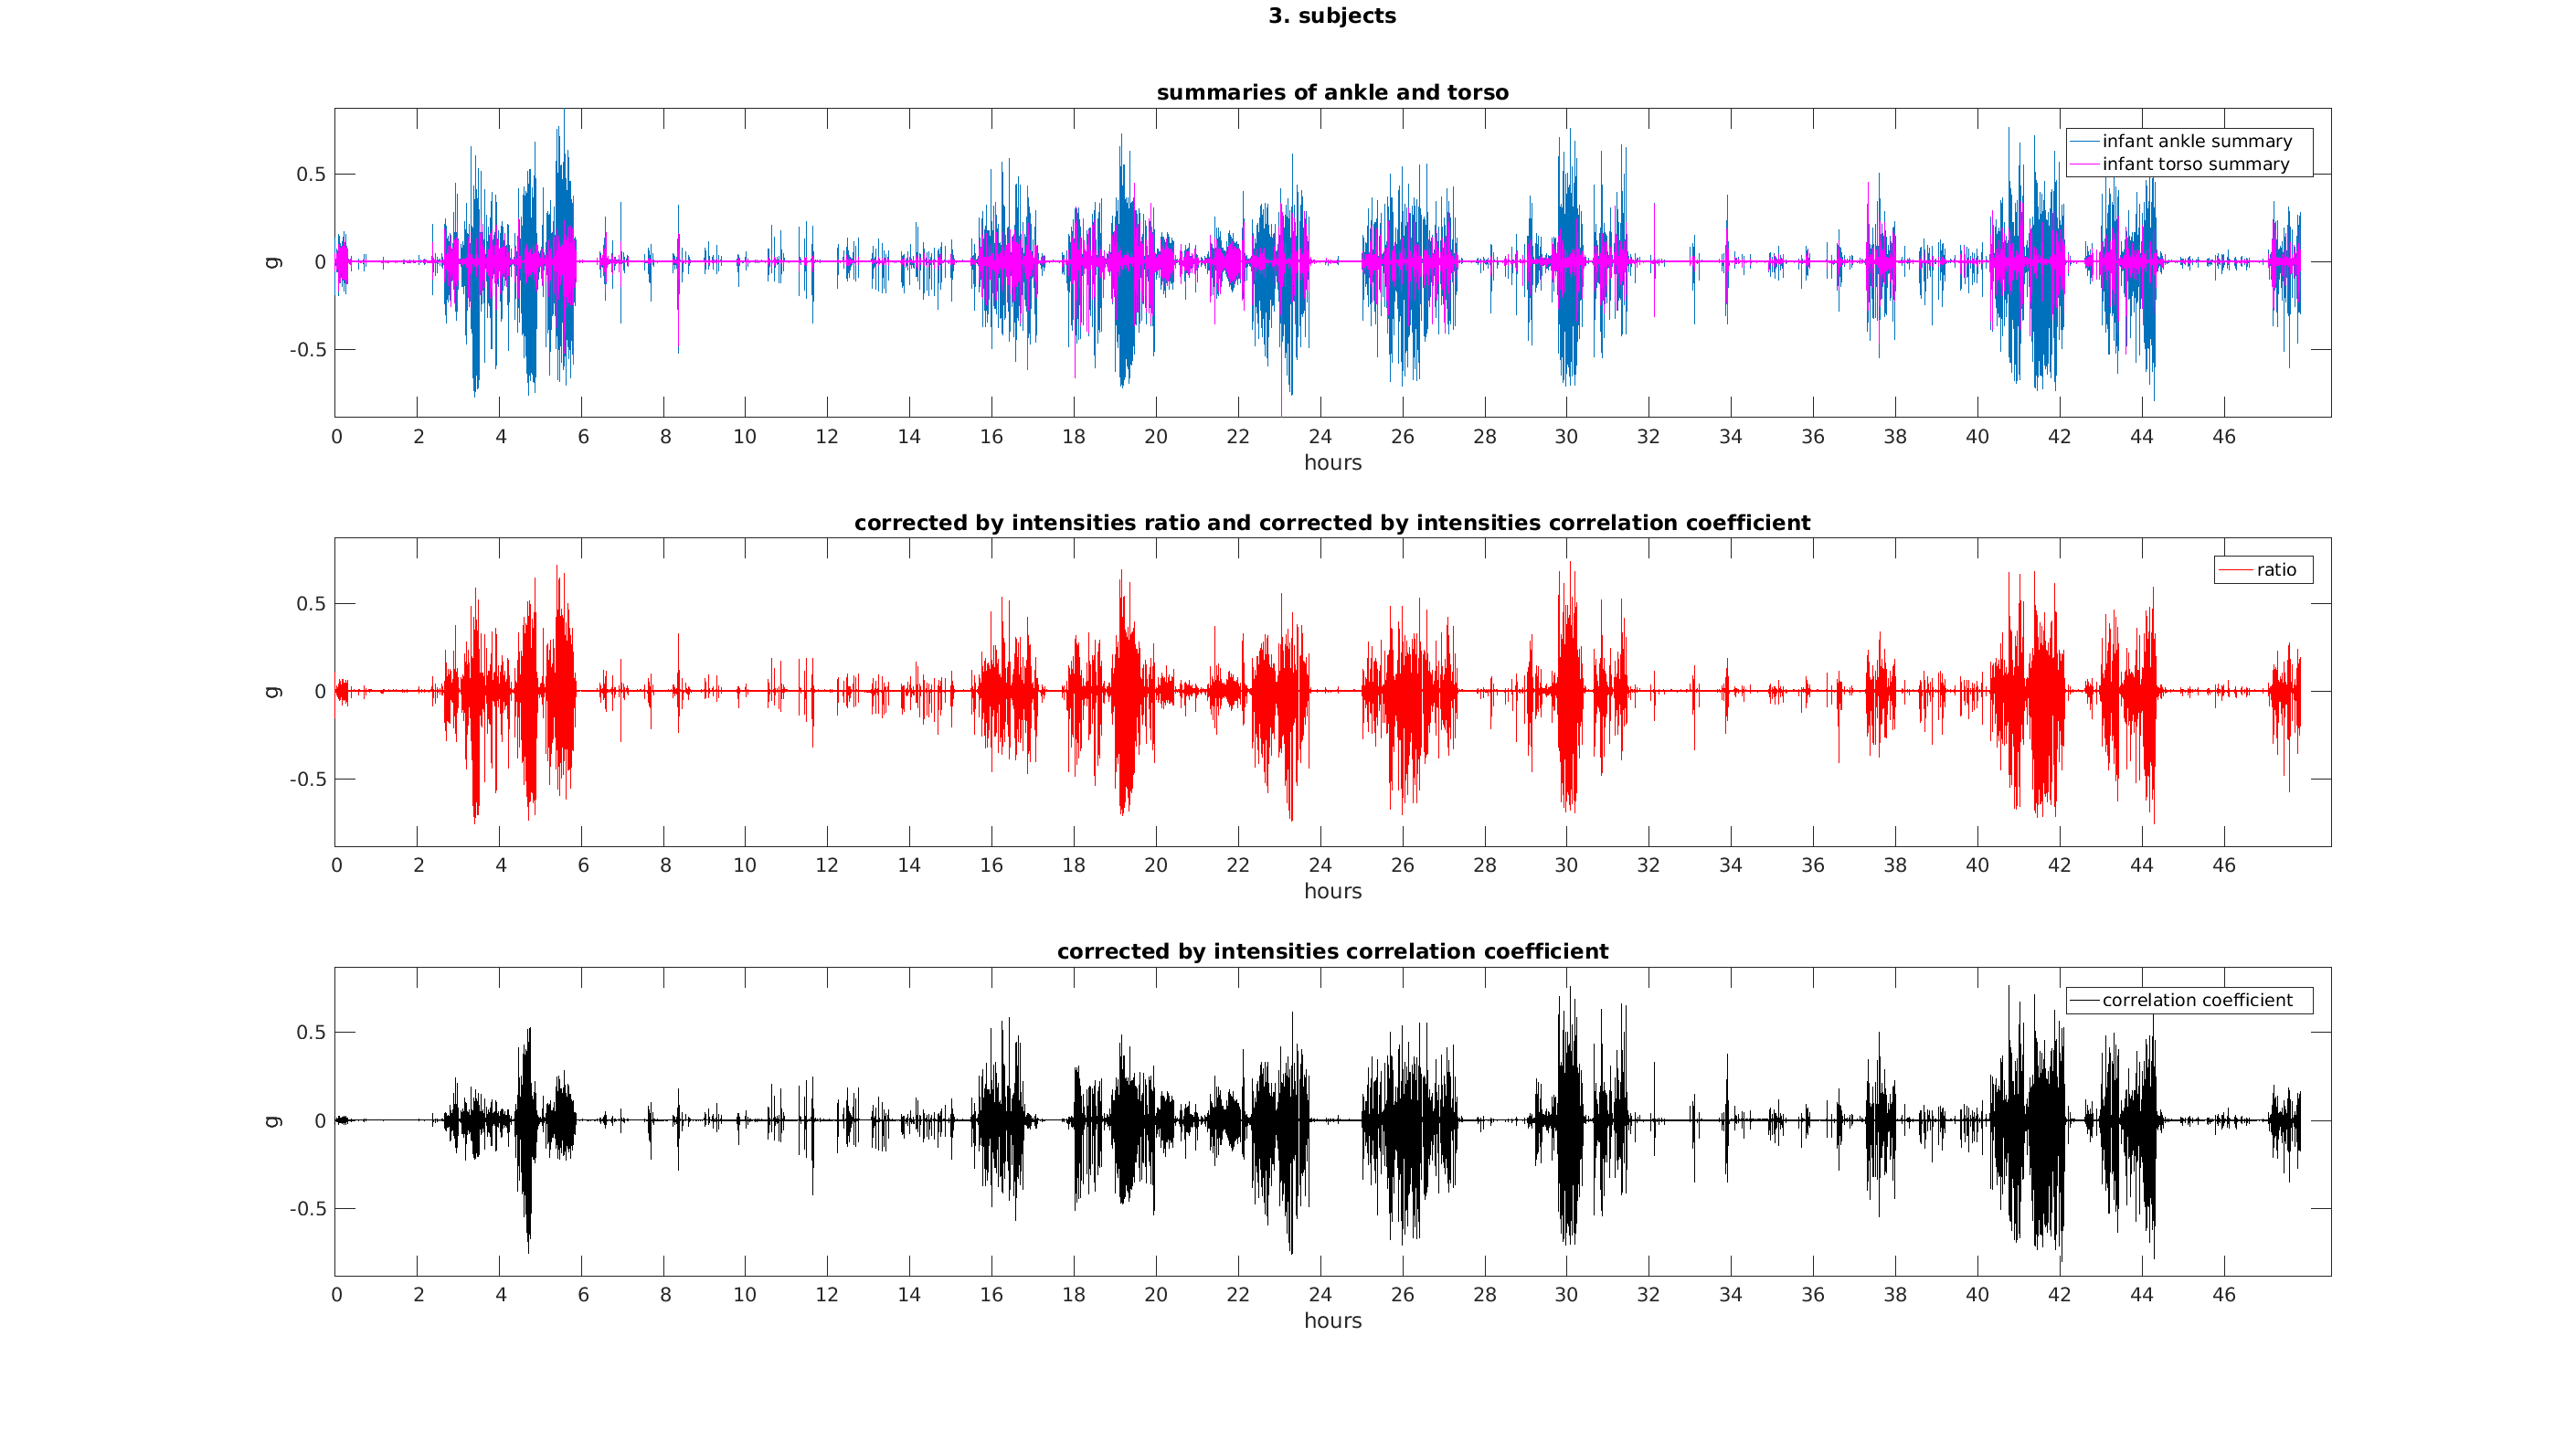 3. subjects
summaries of ankle and torso
infant ankle summary
infant torso summary
0.5
0
-0.5
g
0 2 4 6 8 10 12 14 16 18 20 22 24 26 28 30 32 34 36 38 40 42 44 46
hours
corrected by intensities ratio and corrected by intensities correlation coefficient
ratio
0.5
0
-0.5
g
0 2 4 6 8 10 12 14 16 18 20 22 24 26 28 30 32 34 36 38 40 42 44 46
hours
corrected by intensities correlation coefficient
correlation coefficient
0.5
0
-0.5
g
0 2 4 6 8 10 12 14 16 18 20 22 24 26 28 30 32 34 36 38 40 42 44 46
hours